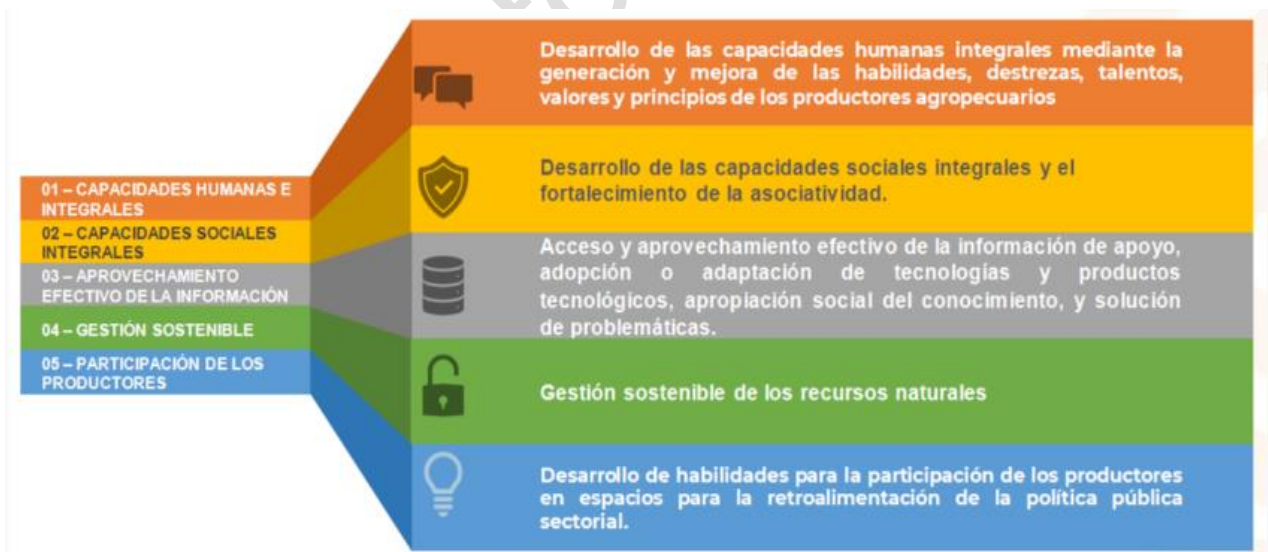 01 – CAPACIDADES HUMANAS E
INTEGRALES
02 – CAPACIDADES SOCIALES
INTEGRALES
03 – APROVECHAMIENTO
EFECTIVO DE LA INFORMACIÓN
04 – GESTIÓN SOSTENIBLE
05 – PARTICIPACIÓN DE LOS
PRODUCTORES
Desarrollo de las capacidades humanas integrales mediante la
generación y mejora de las habilidades, destrezas, talentos,
valores y principios de los productores agropecuarios
Desarrollo de las capacidades sociales integrales y el
fortalecimiento de la asociatividad.
Acceso y aprovechamiento efectivo de la información de apoyo,
adopción o adaptación de tecnologías y productos
tecnológicos, apropiación social del conocimiento, y solución
de problemáticas.
Gestión sostenible de los recursos naturales
Desarrollo de habilidades para la participación de los productores
en espacios para la retroalimentación de la política pública
sectorial.